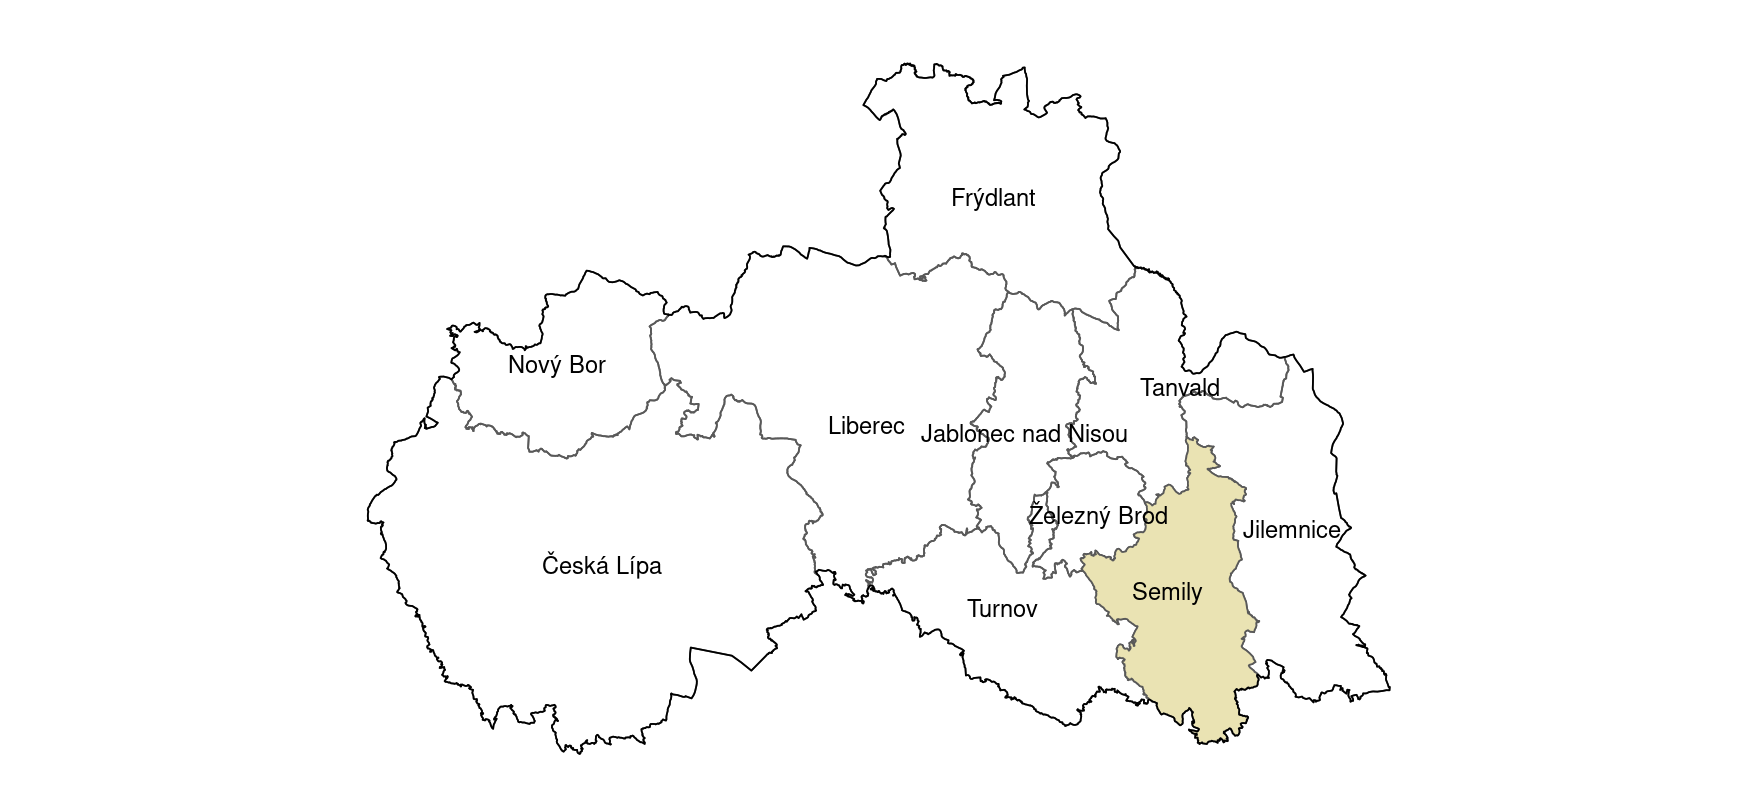 Frýdlant
Nový Bor
Tanvald
Liberec
Jablonec nad Nisou
Železný Brod
Jilemnice
Česká Lípa
Semily
Turnov